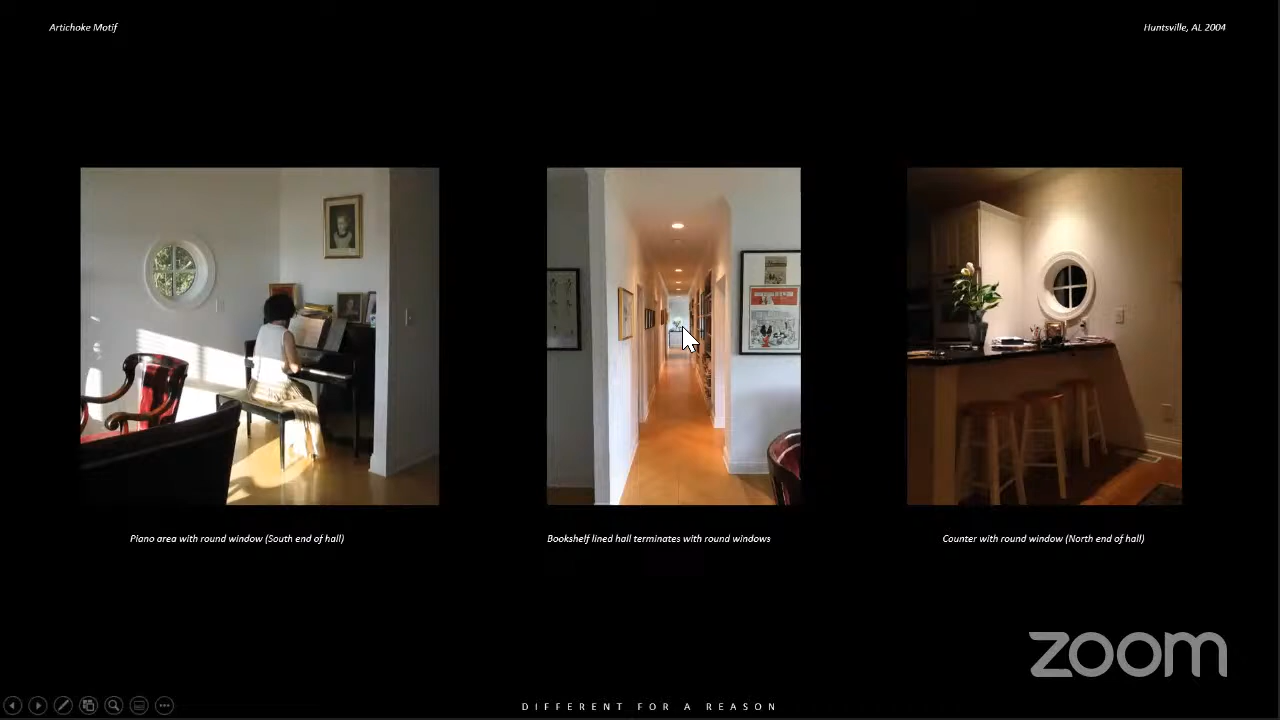 Artichoke Motif
Huntsville, AL 2004
Piano area with round window (South end of hall)
Bookshelf lined hall terminates with round windows
Counter with round window (North end of hall)
zoom
DIFFERENT FOR A REASON